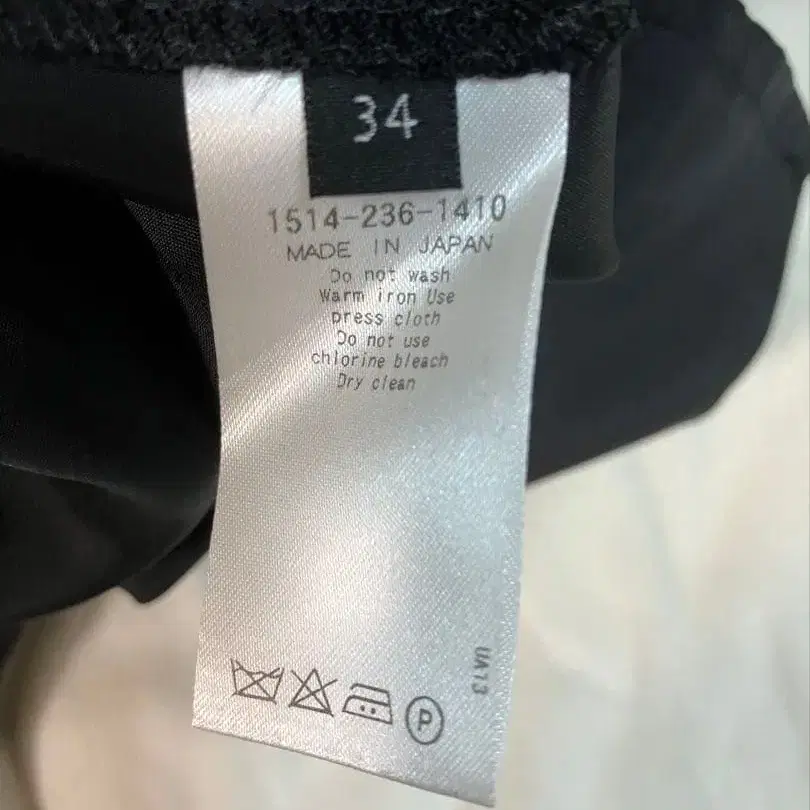 34
1514-236-1410
MADE IN JAPAN
Do not wash
Warm iron Use
press cloth
Do not use
chlorine bleach
Dry clean
UA13
P